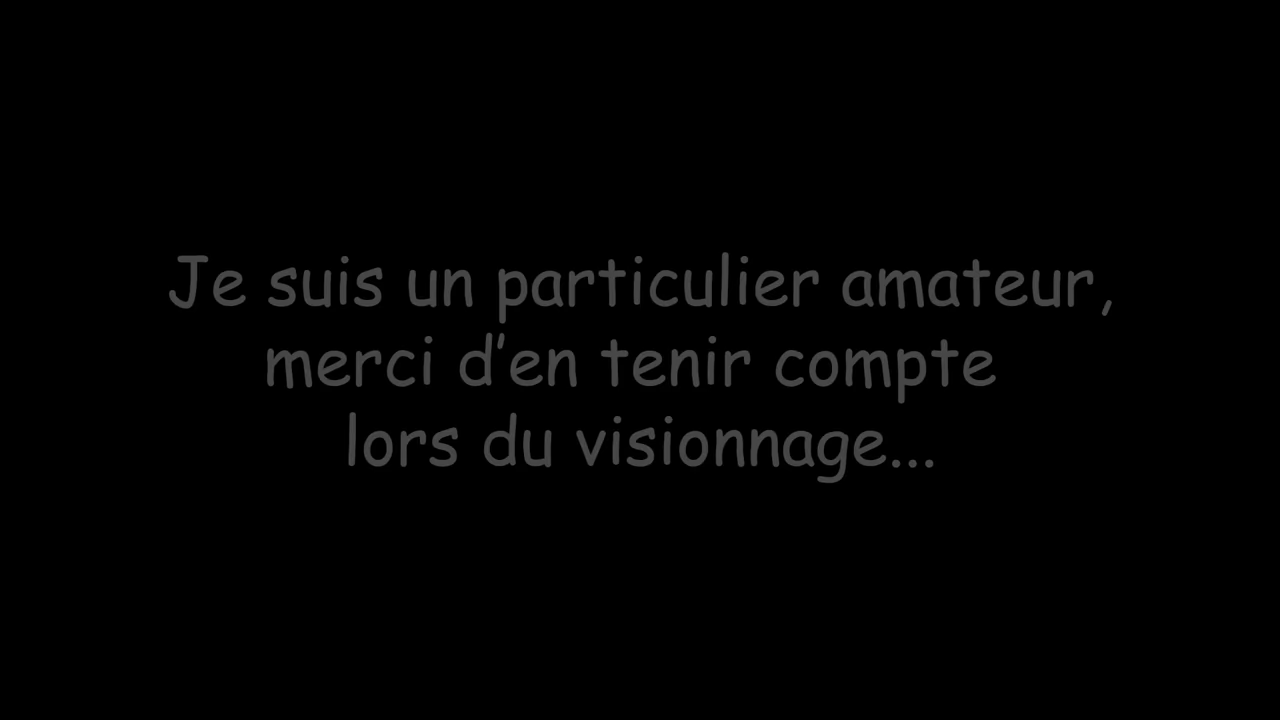 Je suis un particulier amateur,
merci d’en tenir compte
lors du visionnage...